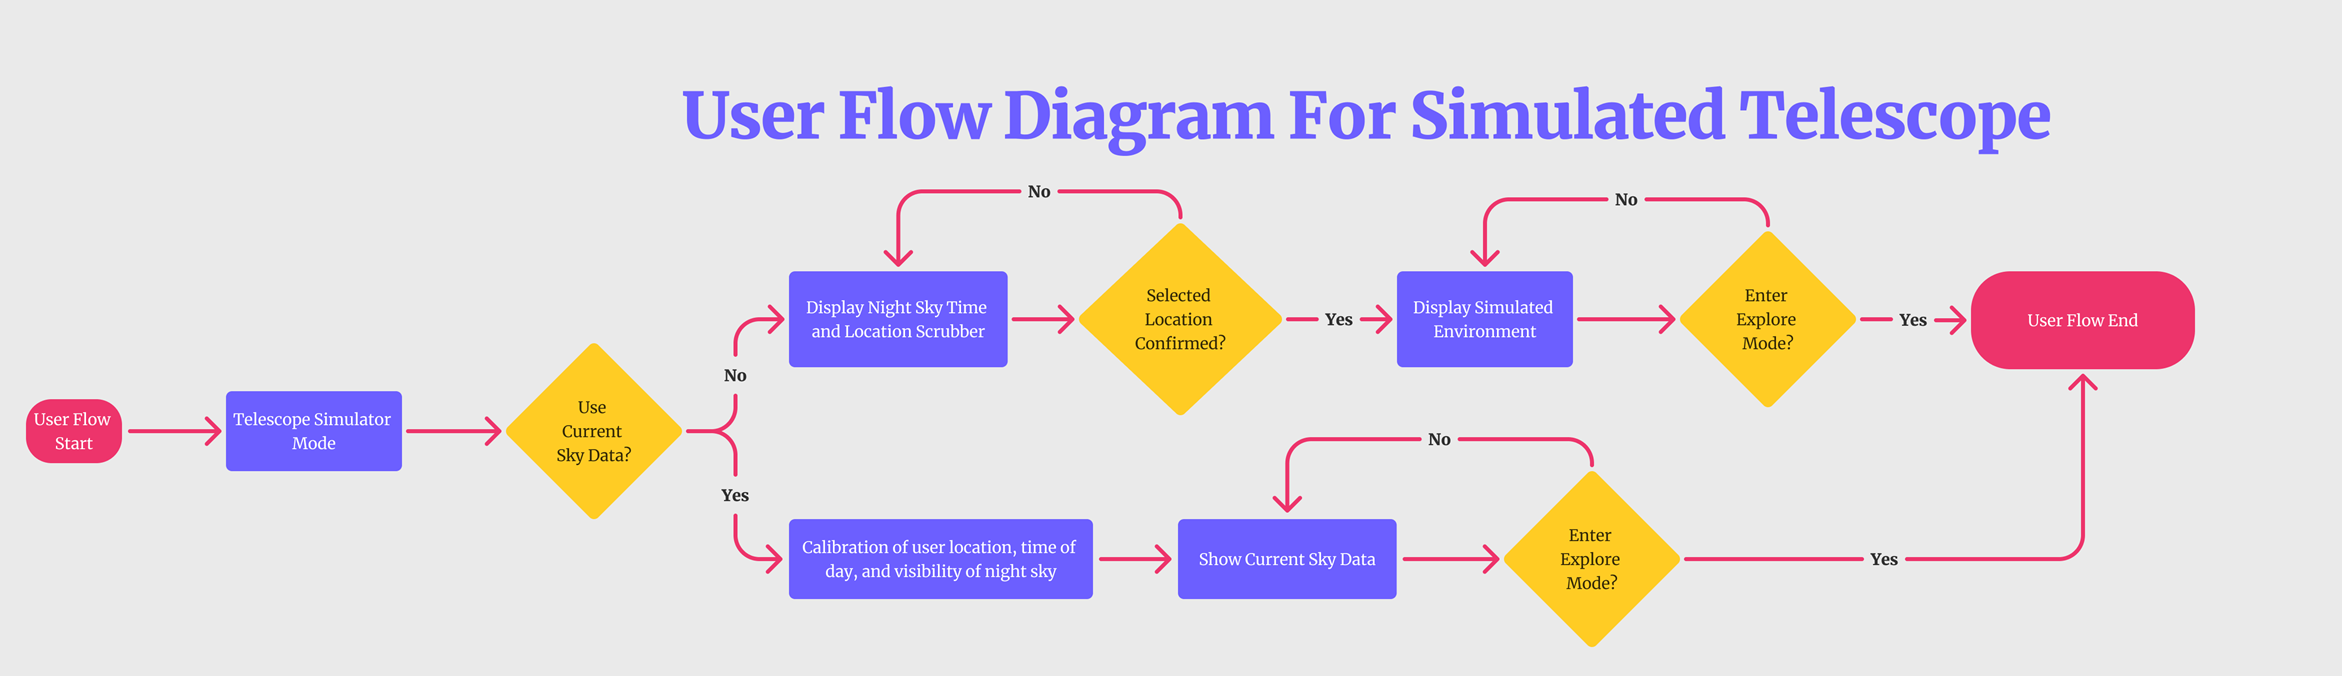 User Flow Diagram For Simulated Telescope
No
No
Display Night Sky Time
and Location Scrubber
Selected
Location
Confirmed?
Yes
Display Simulated
Environment
Enter
Explore
Mode?
Yes
User Flow End
No
User Flow
Start
Telescope Simulator
Mode
Use
Current
Sky Data?
No
Yes
Calibration of user location, time of
day, and visibility of night sky
Show Current Sky Data
Enter
Explore
Mode?
Yes